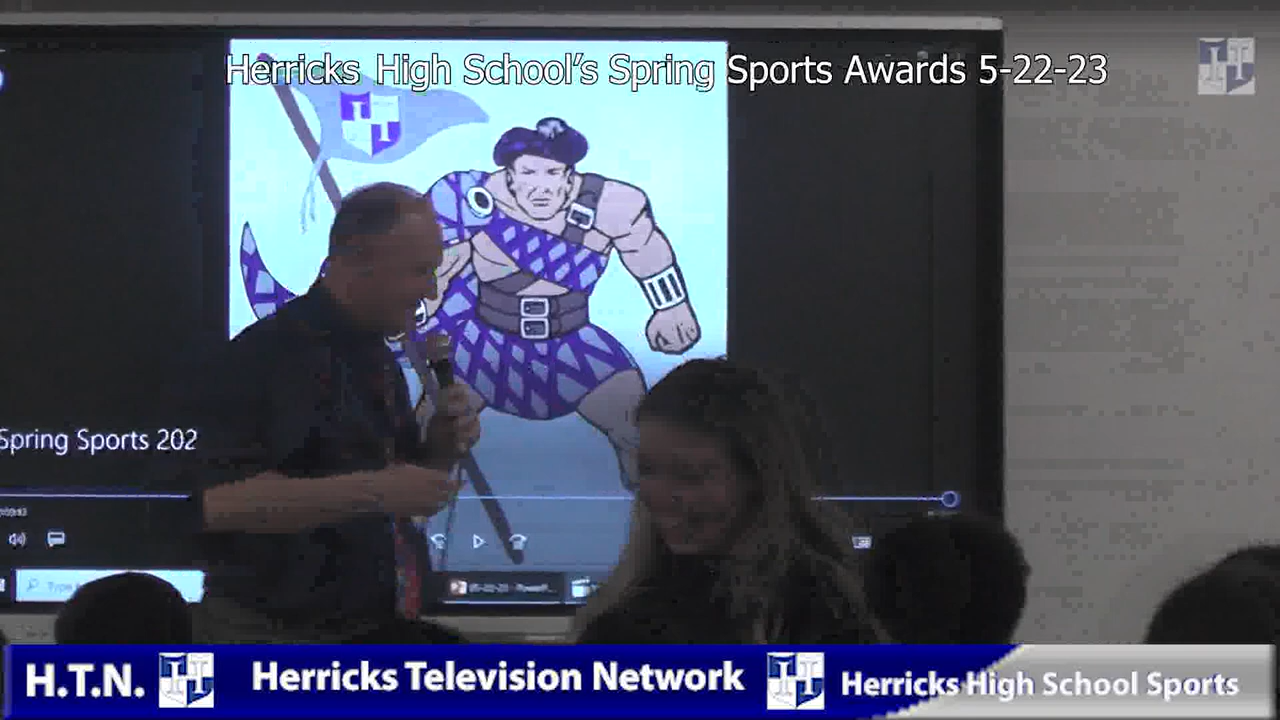 Herricks High School's Spring Sports Awards 5-22-23
Spring Sports 202
Type
H.T.N.
Herricks Television Network
Herricks High School Sports